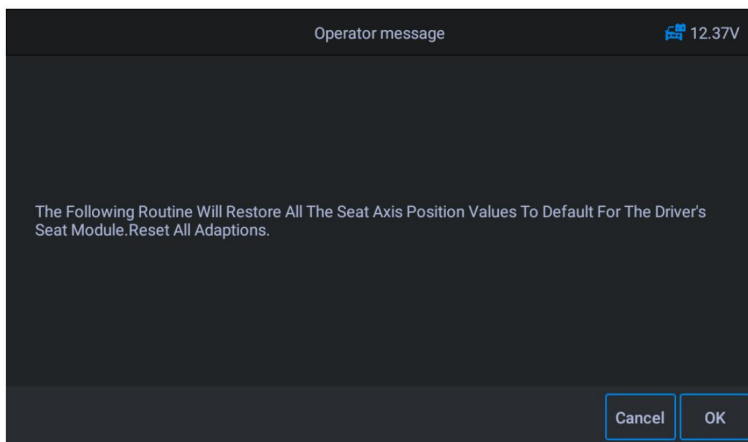 Operator message
12.37V
The Following Routine Will Restore All The Seat Axis Position Values To Default For The Driver's
Seat Module.Reset All Adaptions.
Cancel
OK